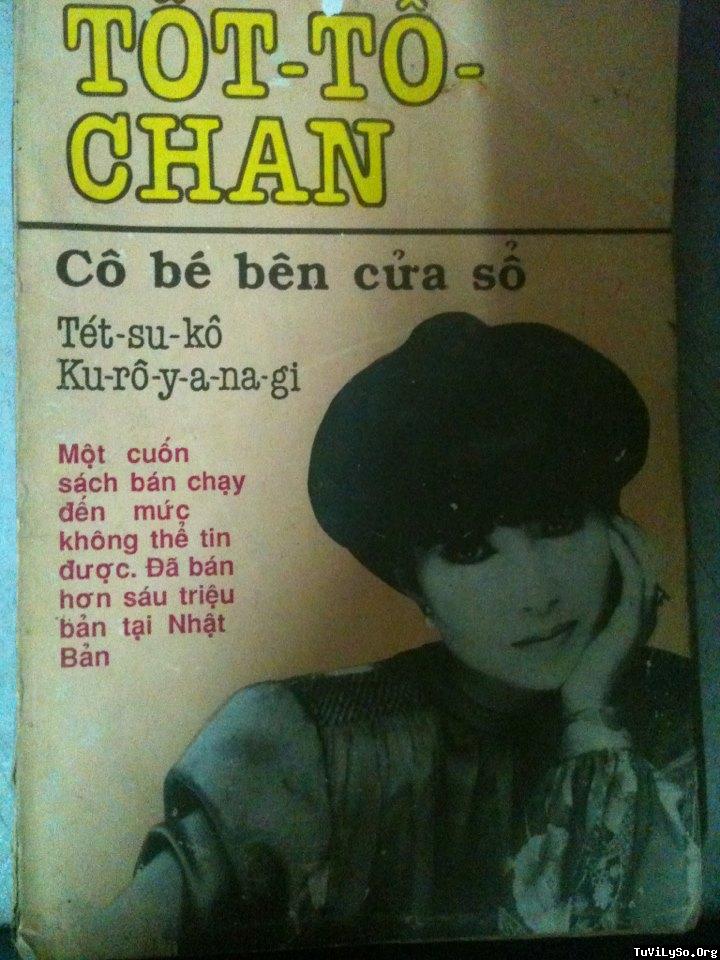 TỐT-TÔ-
CHAN
Cô bé bên cửa sổ
Tét-su-kô
Ku-rô-y-a-na-gi
Một cuốn
sách bán chạy
đến mức
không thể tin
được. Đã bán
hơn sáu triệu
bản tại Nhật
Bản
TuViLySo.Org